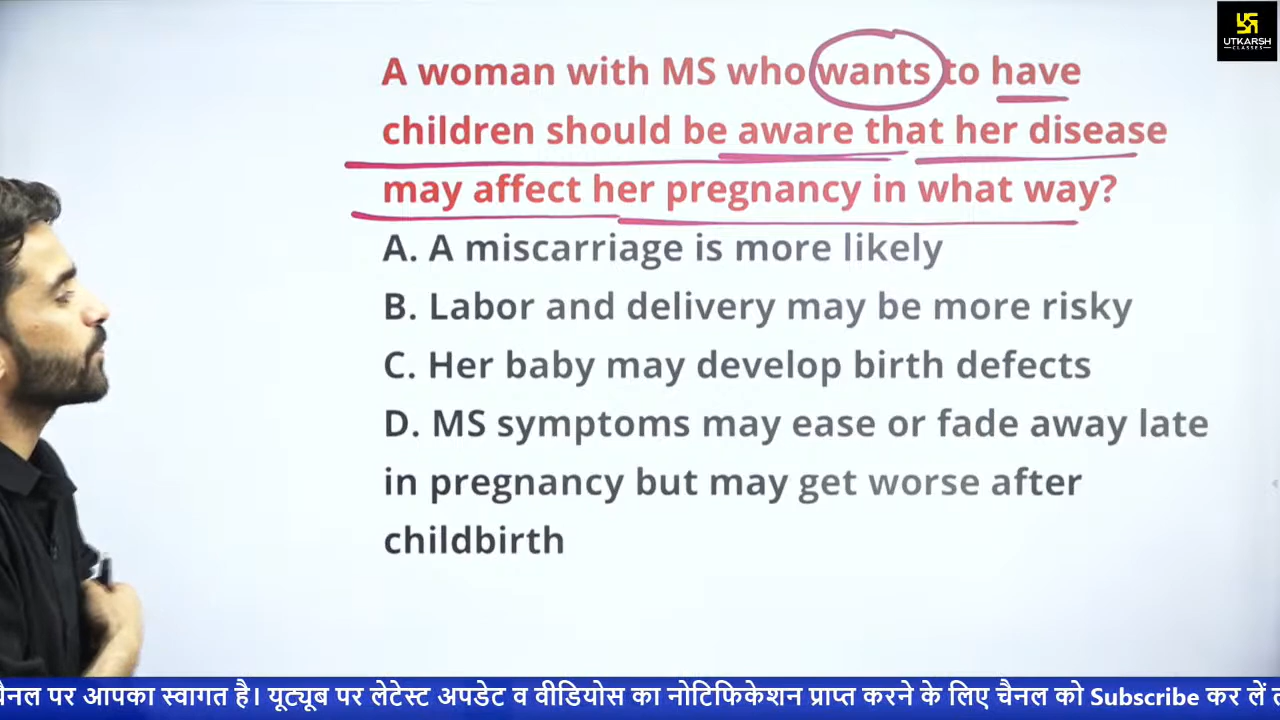 UTKARSH
CLASSES
A woman with MS who wants to have
children should be aware that her disease
may affect her pregnancy in what way?
A. A miscarriage is more likely
B. Labor and delivery may be more risky
C. Her baby may develop birth defects
D. MS symptoms may ease or fade away late
in pregnancy but may get worse after
childbirth
पर आपका स्वागत है। यूट्यूब पर लेटेस्ट अपडेट व वीडियोस का नोटिफिकेशन प्राप्त करने के लिए चैनल को Subscribe कर लें